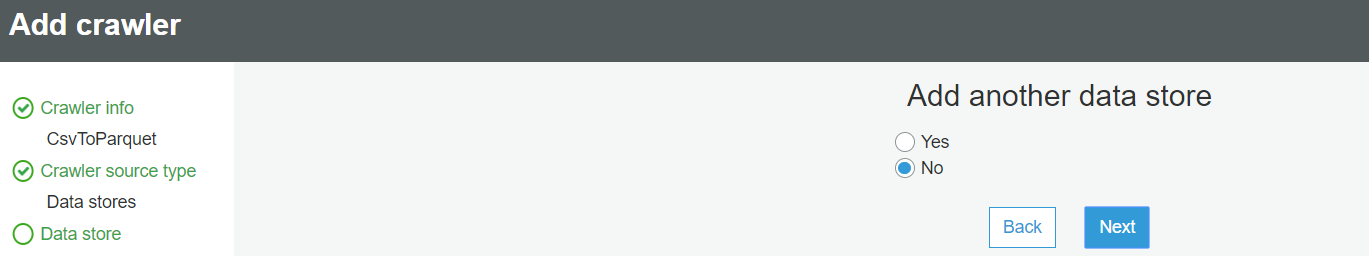 Add crawler
Crawler info
CsvToParquet
Crawler source type
Data stores
Data store
Add another data store
Yes
No
Back Next